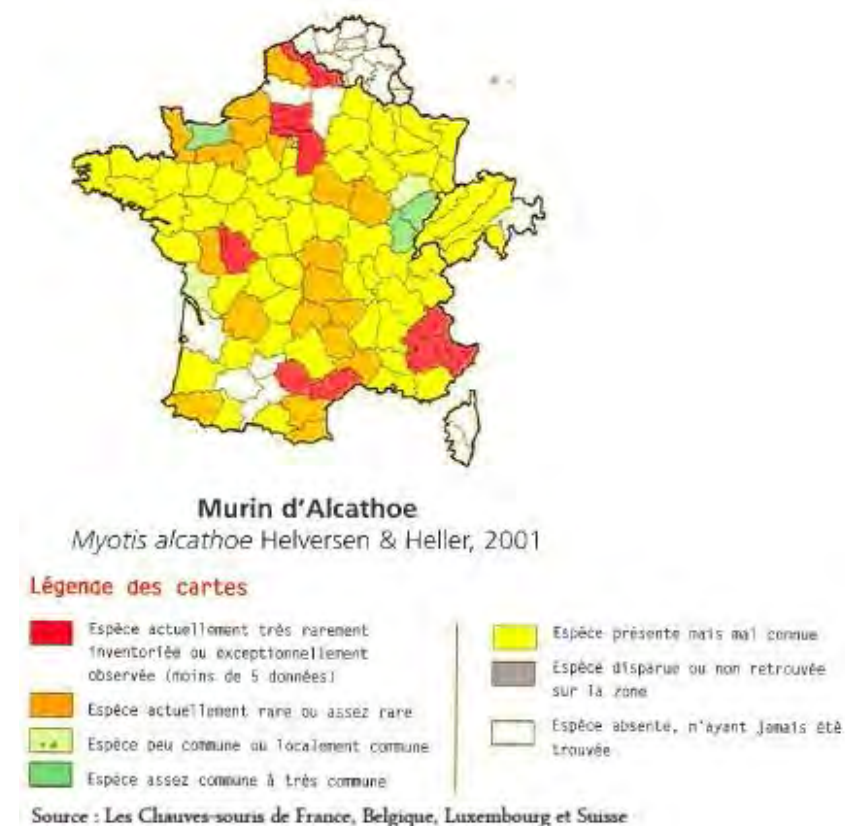 Murin d'Alcathoe
Myotis alcathoe Helversen & Heller, 2001
Légende des cartes
Espèce actuellement très rarement
inventoriée ou exceptionnellement
observée (moins de 5 données)
Espèce actuellement rare ou assez rare
Espèce peu commune ou localement commune
Espèce assez commune à très commune
Espèce présente mais mal connue
Espèce disparue ou non retrouvée
sur la zone
Espèce absente, n'ayant jamais été
trouvée
Source : Les Chauves-souris de France, Belgique, Luxembourg et Suisse